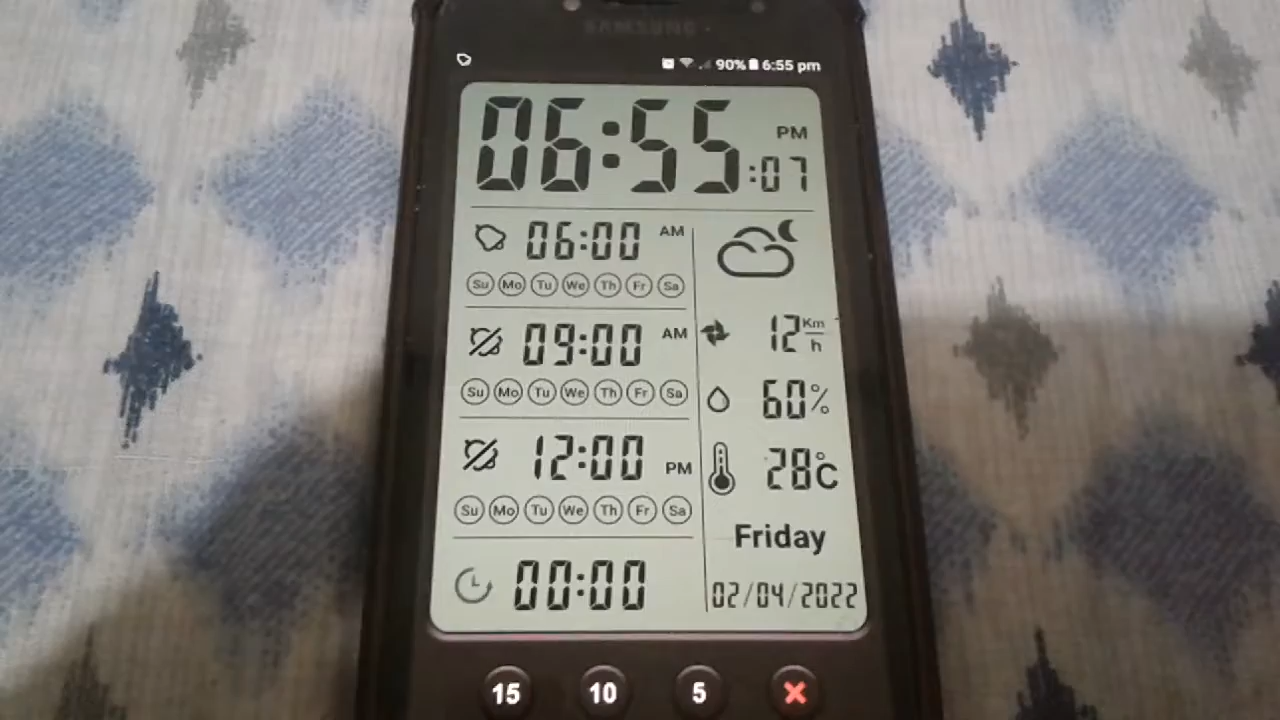 SAMSUNG
90% 6:55 pm
06:55:07 PM
06:00 AM
Su Mo Tu We Th Fr Sa
09:00 AM
Su Mo Tu We Th Fr Sa
12:00 PM
Su Mo Tu We Th Fr Sa
00:00
12 Km/h
60%
28°C
Friday
02/04/2022
15 10 5